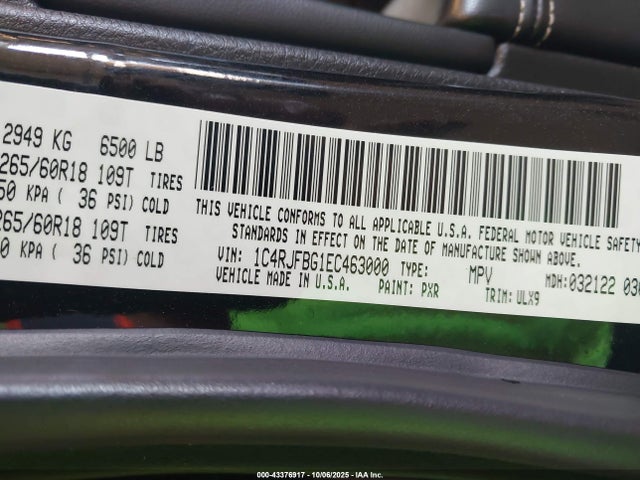 2949 KG 6500 LB
265/60R18 109T TIRES
50 KPA ( 36 PSI) COLD
265/60R18 109T TIRES
0 KPA ( 36 PSI) COLD
THIS VEHICLE CONFORMS TO ALL APPLICABLE U.S.A. FEDERAL MOTOR VEHICLE SAFETY
STANDARDS IN EFFECT ON THE DATE OF MANUFACTURE SHOWN ABOVE.
VIN: 1C4RJFBG1EC463000 TYPE: MPV MDH: 032122 030
VEHICLE MADE IN U.S.A. PAINT: PXR TRIM: ULX9
000-43376917 - 10/06/2025 - IAA Inc.